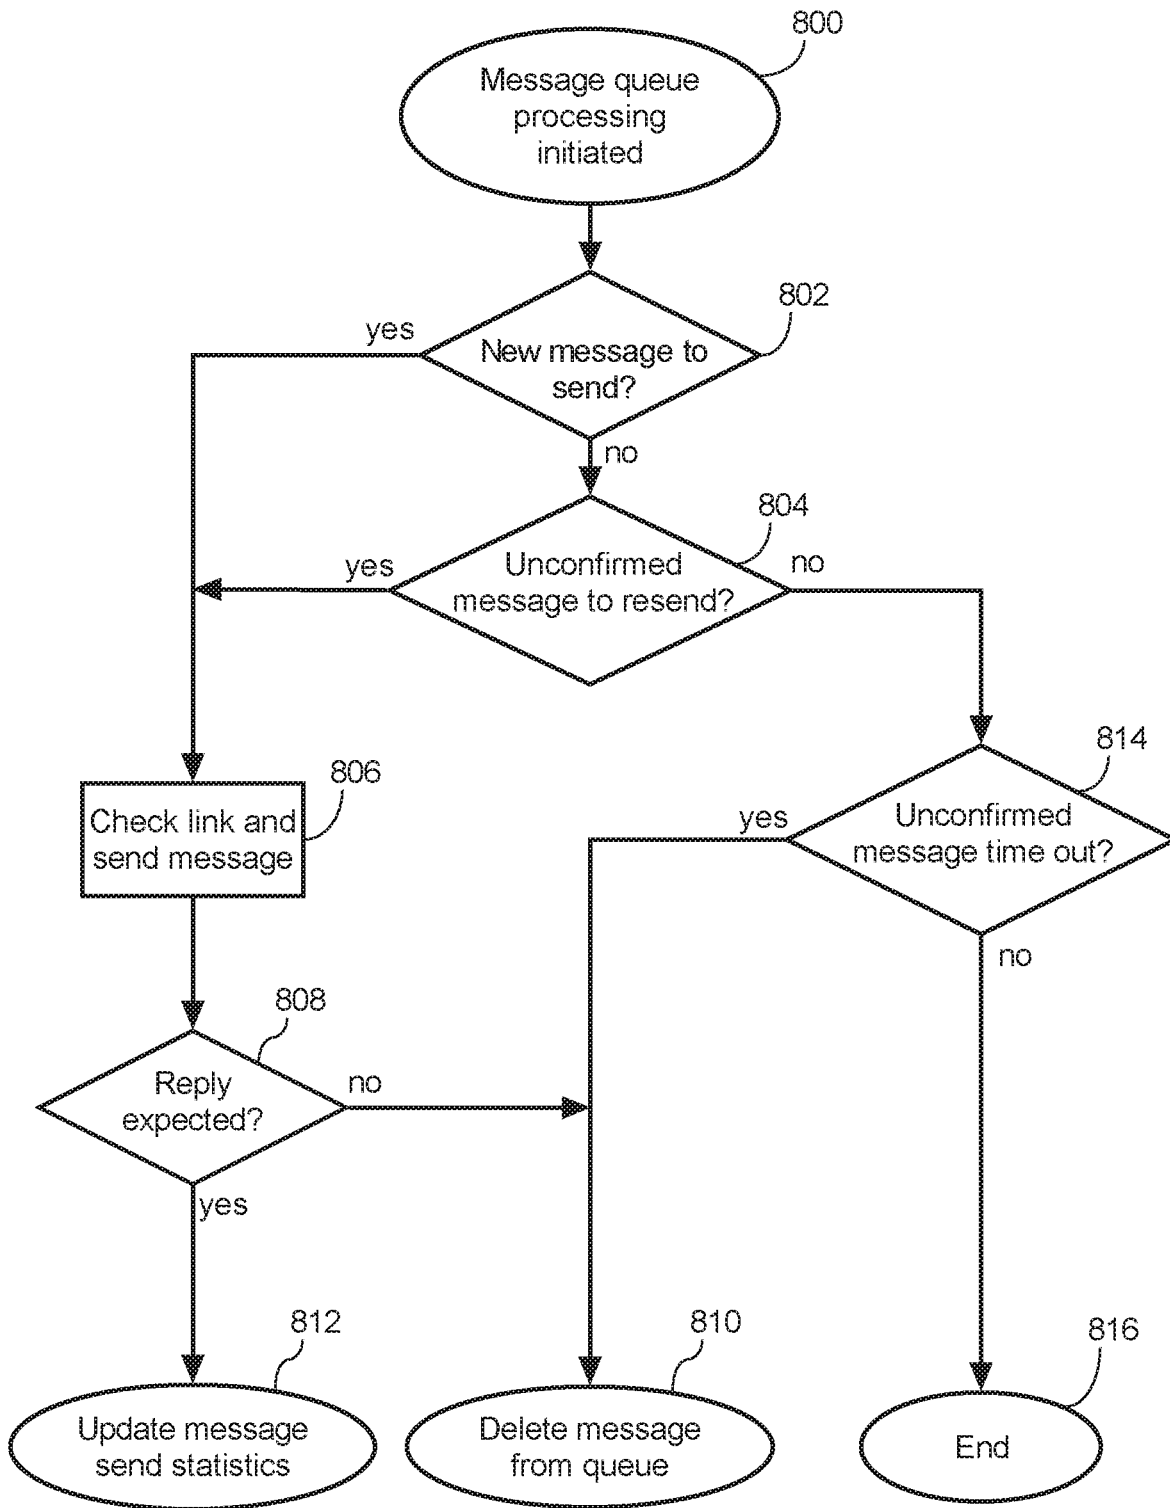 800
Message queue
processing
initiated
802
yes
New message to
send?
no
804
yes
Unconfirmed
message to resend?
no
806
Check link and
send message
814
yes
Unconfirmed
message time out?
no
808
Reply
expected?
no
yes
812
Update message
send statistics
810
Delete message
from queue
816
End